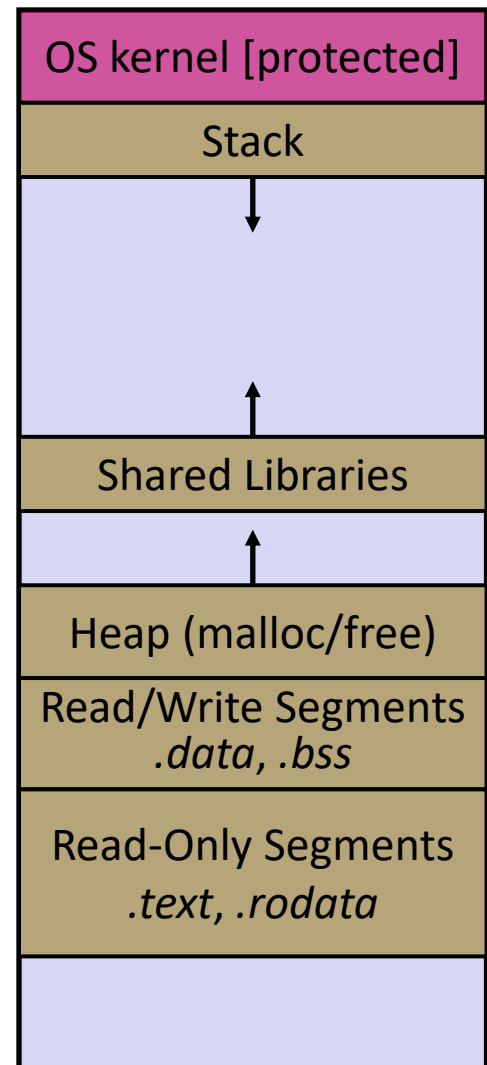 OS kernel [protected]
Stack
Shared Libraries
Heap (malloc/free)
Read/Write Segments
.data, .bss
Read-Only Segments
.text, .rodata